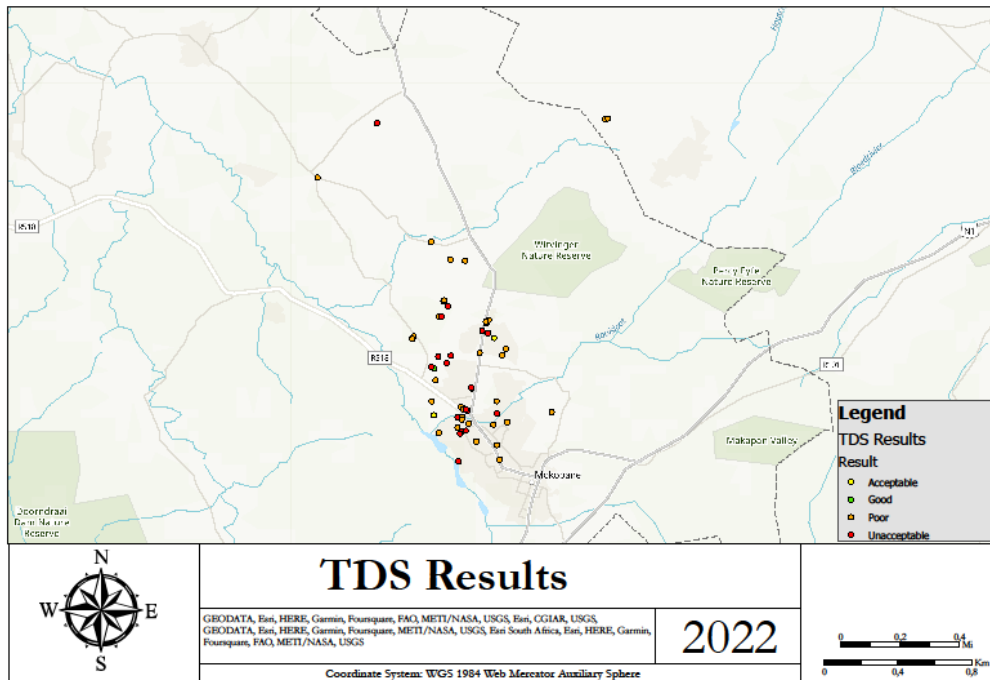 R518
Witvinger
Nature Reserve
Percy Fyfe
Nature Reserve
N1
R518
R101
Makapan Valley
Mokopane
Doorndraai
Dam Nature
Reserve
Legend
TDS Results
Result
Acceptable
Good
Poor
Unacceptable
N
W
E
S
TDS Results
GEODATA, Esri, HERE, Garmin, Foursquare, FAO, METI/NASA, USGS, Esri, CGIAR, USGS,
GEODATA, Esri, HERE, Garmin, Foursquare, METI/NASA, USGS, Esri South Africa, Esri, HERE, Garmin,
Foursquare, FAO, METI/NASA, USGS
2022
Coordinate System: WGS 1984 Web Mercator Auxiliary Sphere
0 0,2 0,4
Mi
Km
0 0,4 0,8